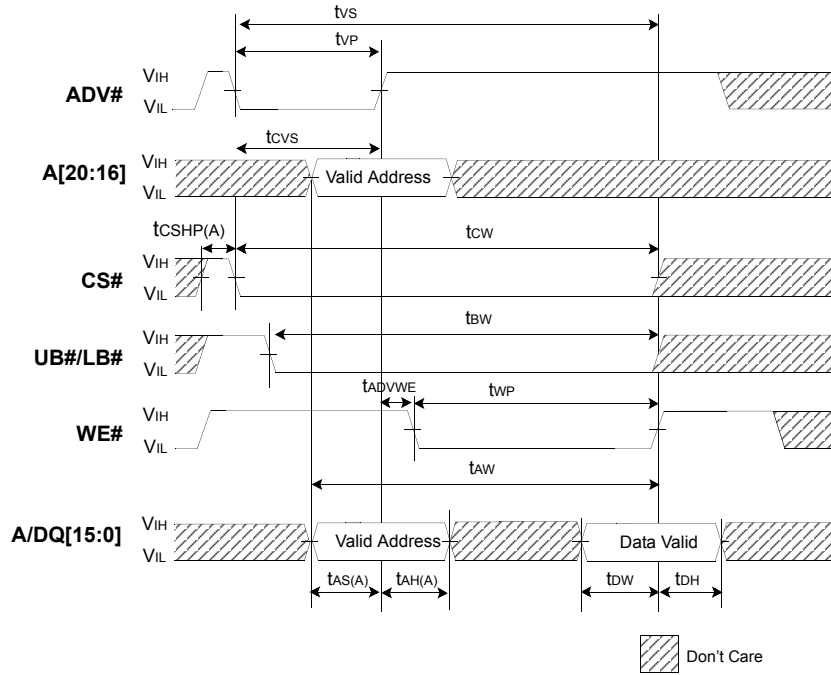 tVS
tVP
VIH
ADV#
VIL
tCVS
VIH
A[20:16]
Valid Address
VIL
tCSHP(A)
tCW
VIH
CS#
VIL
tBW
VIH
UB#/LB#
VIL
tADVWE
tWP
VIH
WE#
VIL
tAW
VIH
A/DQ[15:0]
Valid Address
Data Valid
VIL
tAS(A)
tAH(A)
tDW
tDH
Don't Care